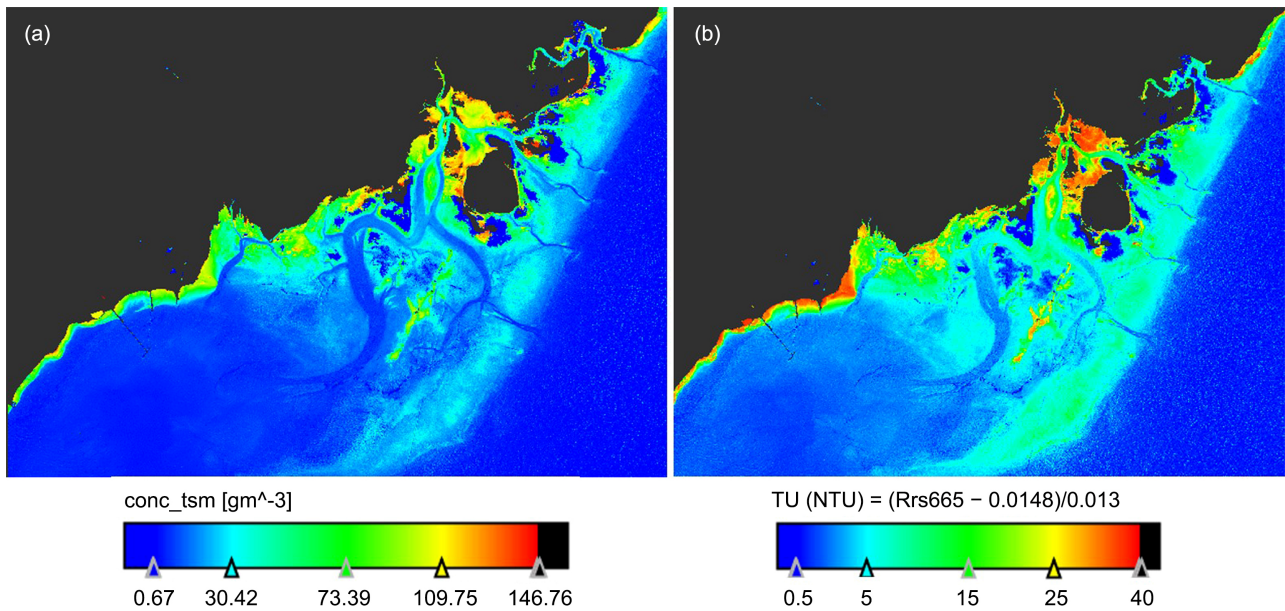 (a)
(b)
conc_tsm [gm^-3]
0.67 30.42 73.39 109.75 146.76
TU (NTU) = (Rrs665 − 0.0148)/0.013
0.5 5 15 25 40